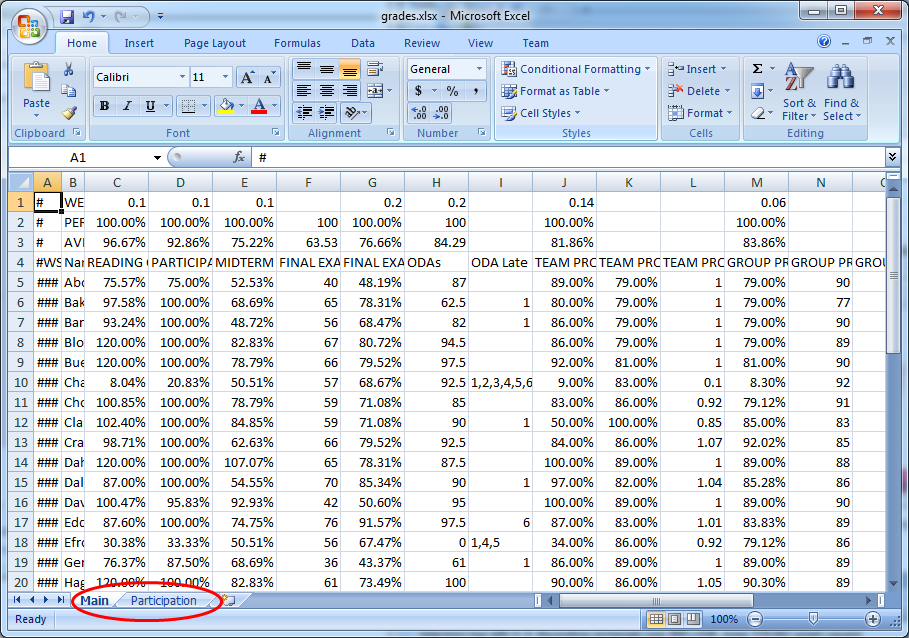 grades.xlsx - Microsoft Excel
Home Insert Page Layout Formulas Data Review View Team
Calibri 11 General Conditional Formatting Insert Σ
Paste B I U $ % , Format as Table Delete Sort & Find &
Cell Styles Format Filter Select
Clipboard Font Alignment Number Styles Cells Editing
A1 fx #
A B C D E F G H I J K L M N
1 # WE 0.1 0.1 0.1 0.2 0.2 0.14 0.06
2 # PER 100.00% 100.00% 100.00% 100 100.00% 100 100.00% 100.00%
3 # AVE 96.67% 92.86% 75.22% 63.53 76.66% 84.29 81.86% 83.86%
4 #WS Nar READING PARTICIPA MIDTERM FINAL EXA FINAL EXA ODAs ODA Late TEAM PRO TEAM PRO TEAM PRO GROUP PR GROUP PR GROU
5 ### Abo 75.57% 75.00% 52.53% 40 48.19% 87 89.00% 79.00% 1 79.00% 90
6 ### Bak 97.58% 100.00% 68.69% 65 78.31% 62.5 1 80.00% 79.00% 1 79.00% 77
7 ### Bar 93.24% 100.00% 48.72% 56 68.47% 82 1 86.00% 79.00% 1 79.00% 90
8 ### Blo 120.00% 100.00% 82.83% 67 80.72% 94.5 86.00% 79.00% 1 79.00% 89
9 ### Bue 120.00% 100.00% 78.79% 66 79.52% 97.5 92.00% 81.00% 1 81.00% 89
10 ### Cha 8.04% 20.83% 50.51% 57 68.67% 92.5 1,2,3,4,5,6 9.00% 83.00% 0.1 8.30% 92
11 ### Cho 100.85% 100.00% 78.79% 59 71.08% 85 83.00% 86.00% 0.92 79.12% 91
12 ### Cla 102.40% 100.00% 84.85% 59 71.08% 90 1 50.00% 100.00% 0.85 85.00% 83
13 ### Cra 98.71% 100.00% 62.63% 66 79.52% 92.5 84.00% 86.00% 1.07 92.02% 85
14 ### Dah 120.00% 100.00% 107.07% 65 78.31% 87.5 100.00% 89.00% 1 89.00% 88
15 ### Dal 87.00% 100.00% 54.55% 70 85.34% 90 1 97.00% 82.00% 1.04 85.28% 86
16 ### Dav 100.47% 95.83% 92.93% 42 50.60% 95 100.00% 89.00% 1 89.00% 90
17 ### Edd 87.60% 100.00% 74.75% 76 91.57% 97.5 6 87.00% 83.00% 1.01 83.83% 89
18 ### Efro 30.38% 33.33% 50.51% 56 67.47% 0 1,4,5 34.00% 86.00% 0.92 79.12% 86
19 ### Ger 76.37% 87.50% 68.69% 36 43.37% 61 1 86.00% 89.00% 1 89.00% 89
20 ### Hag 120.00% 100.00% 82.83% 61 73.49% 100 90.00% 86.00% 1.05 90.30% 89
Main Participation
Ready 100%